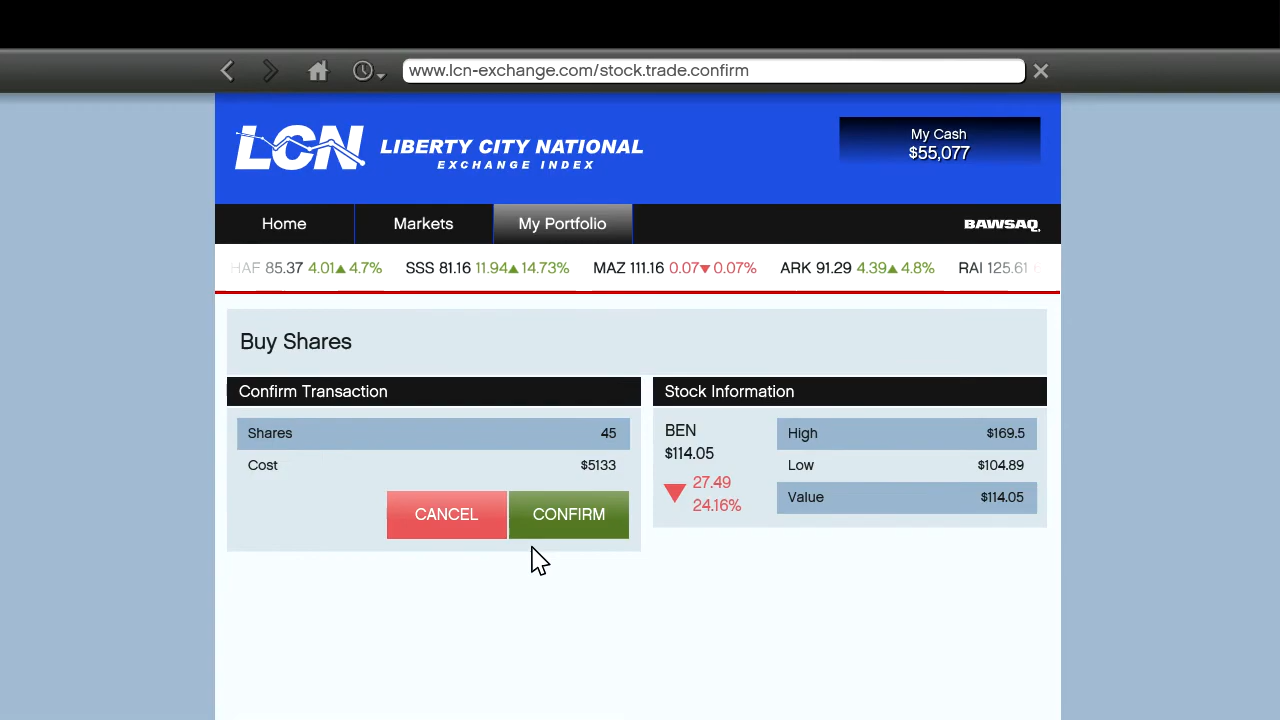 www.lcn-exchange.com/stock.trade.confirm
LCN LIBERTY CITY NATIONAL
EXCHANGE INDEX
My Cash
$55,077
Home Markets My Portfolio BAWSAQ
HAF 85.37 4.01▲4.7% SSS 81.16 11.94▲14.73% MAZ 111.16 0.07▼0.07% ARK 91.29 4.39▲4.8% RAI 125.61
Buy Shares
Confirm Transaction
Shares 45
Cost $5133
CANCEL CONFIRM
Stock Information
BEN
$114.05
27.49
24.16%
High $169.5
Low $104.89
Value $114.05